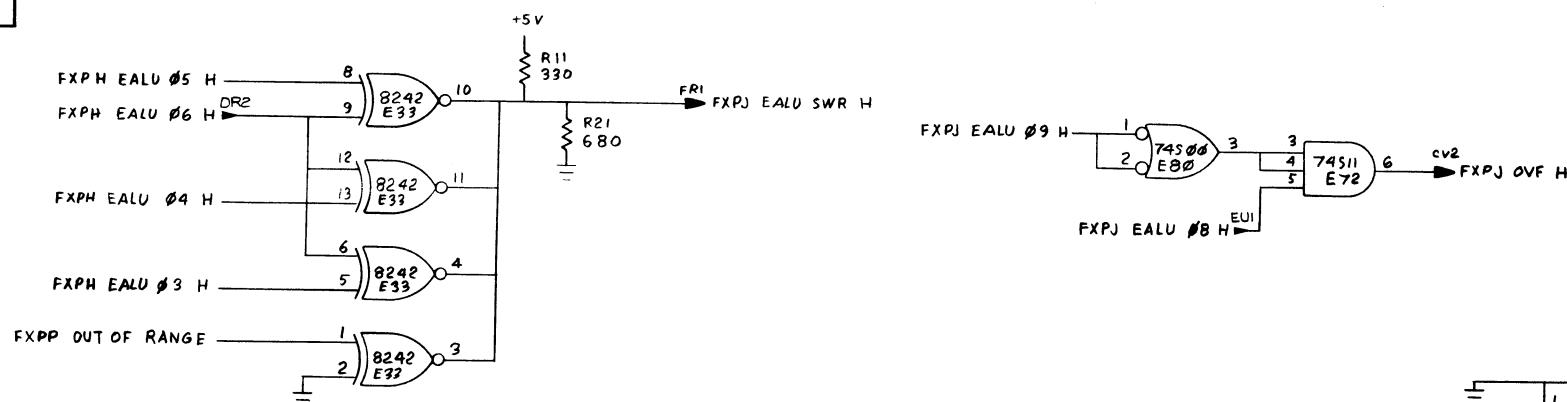 +5V
R11
330
FXPH EALU Ø5 H
8
8242
E33
10
FXPH EALU Ø6 H
DR2
9
FR1
FXPJ EALU SWR H
R21
680
12
8242
E33
11
FXPH EALU Ø4 H
13
6
8242
E33
4
FXPH EALU Ø3 H
5
FXPP OUT OF RANGE
1
8242
E33
3
2
FXPJ EALU Ø9 H
1
2
74SØØ
E8Ø
3
3
4
5
74S11
E72
6
CV2
FXPJ OVF H
FXPJ EALU Ø8 H
EU1